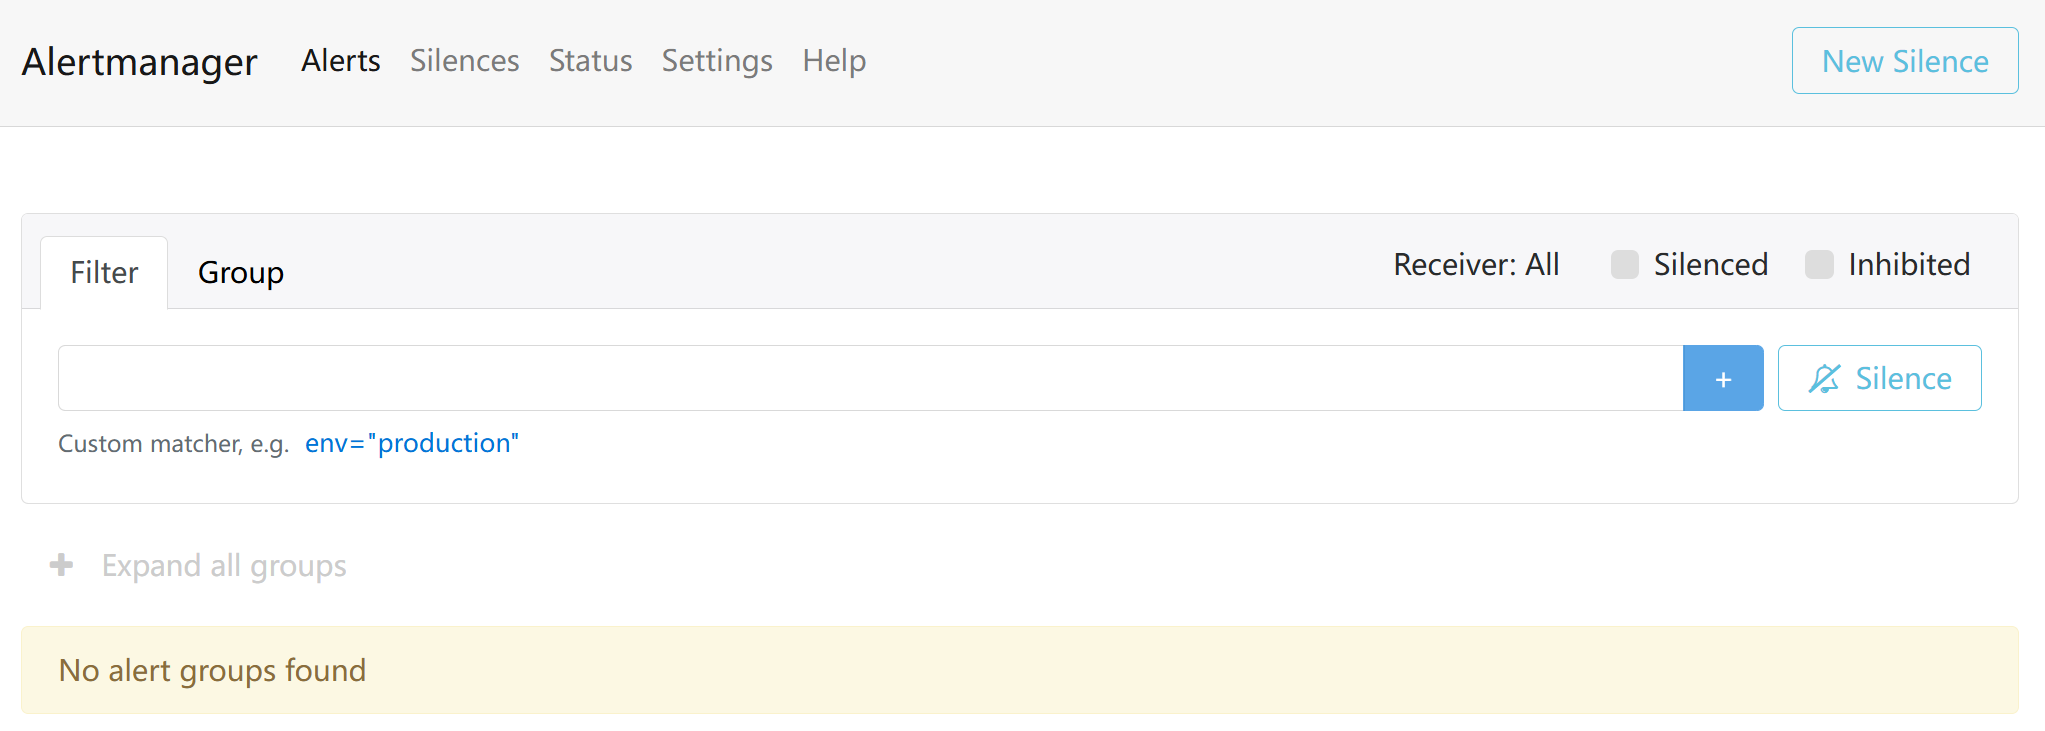 Alertmanager Alerts Silences Status Settings Help New Silence
Filter Group Receiver: All Silenced Inhibited
+ Silence
Custom matcher, e.g. env="production"
+ Expand all groups
No alert groups found